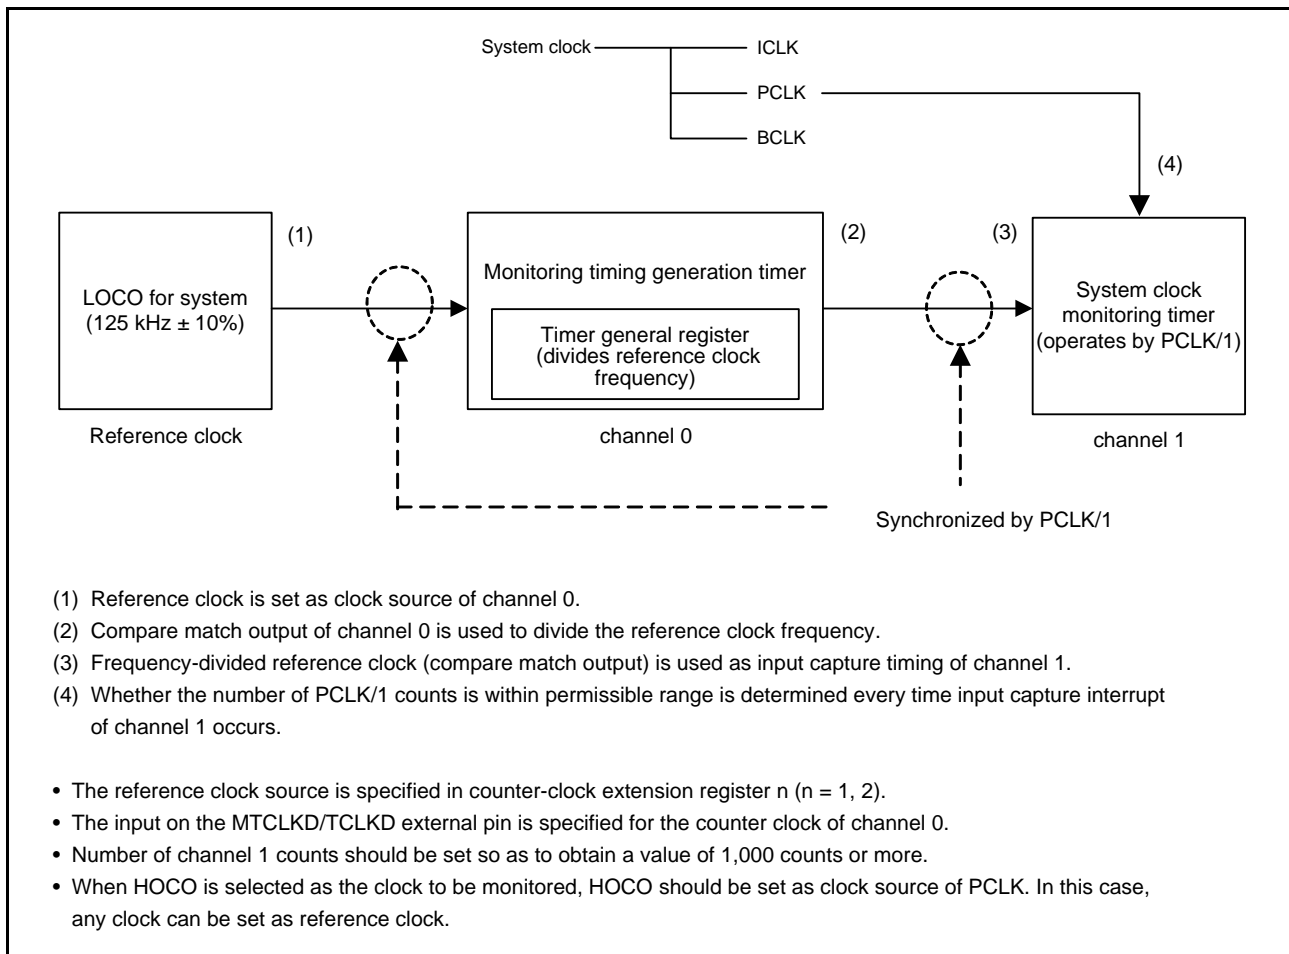 System clock
ICLK
PCLK
BCLK
(4)
(1)
(2)
(3)
LOCO for system
(125 kHz ± 10%)
Monitoring timing generation timer
Timer general register
(divides reference clock
frequency)
System clock
monitoring timer
(operates by PCLK/1)
Reference clock
channel 0
channel 1
Synchronized by PCLK/1
(1) Reference clock is set as clock source of channel 0.
(2) Compare match output of channel 0 is used to divide the reference clock frequency.
(3) Frequency-divided reference clock (compare match output) is used as input capture timing of channel 1.
(4) Whether the number of PCLK/1 counts is within permissible range is determined every time input capture interrupt
of channel 1 occurs.
• The reference clock source is specified in counter-clock extension register n (n = 1, 2).
• The input on the MTCLKD/TCLKD external pin is specified for the counter clock of channel 0.
• Number of channel 1 counts should be set so as to obtain a value of 1,000 counts or more.
• When HOCO is selected as the clock to be monitored, HOCO should be set as clock source of PCLK. In this case,
any clock can be set as reference clock.